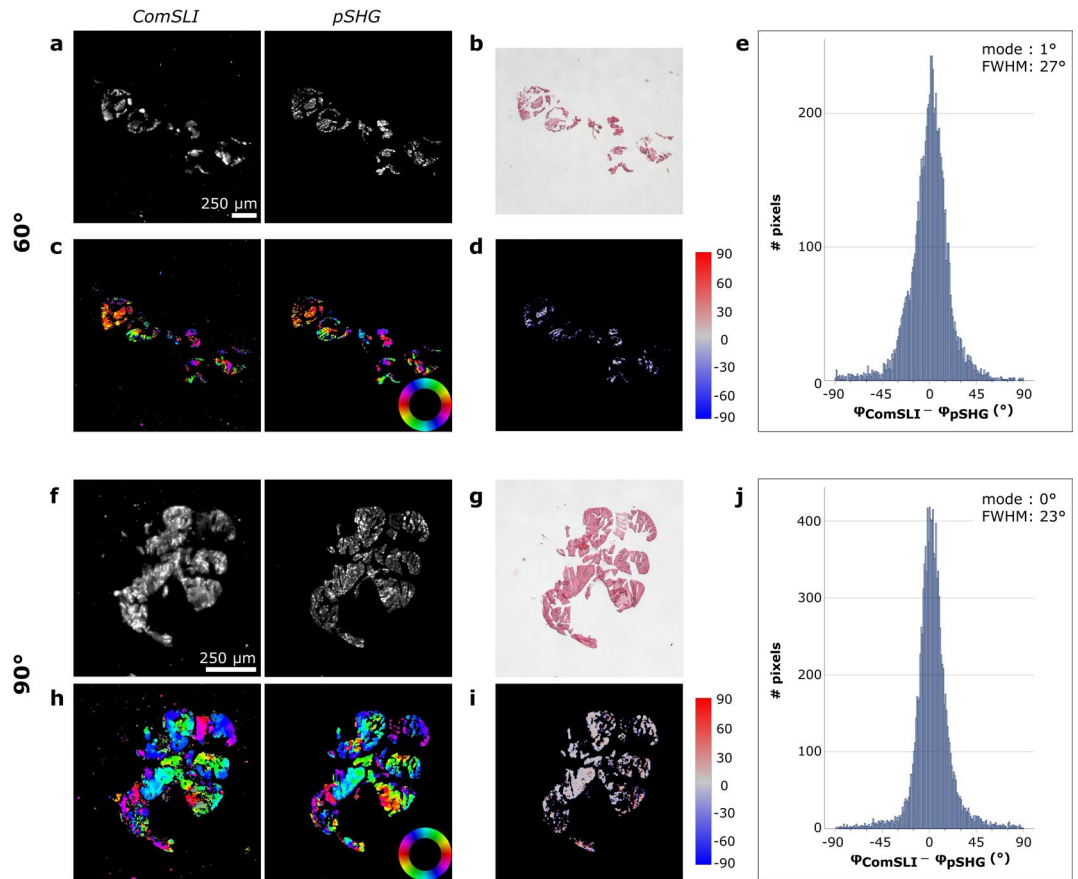 ComSLI pSHG
a b e
60°
250 µm
mode : 1°
FWHM: 27°
200
100
0
# pixels
-90 -45 0 45 90
φComSLI − φpSHG (°)
c d
90
60
30
0
-30
-60
-90
f g j
90°
250 µm
mode : 0°
FWHM: 23°
400
300
200
100
0
# pixels
-90 -45 0 45 90
φComSLI − φpSHG (°)
h i
90
60
30
0
-30
-60
-90